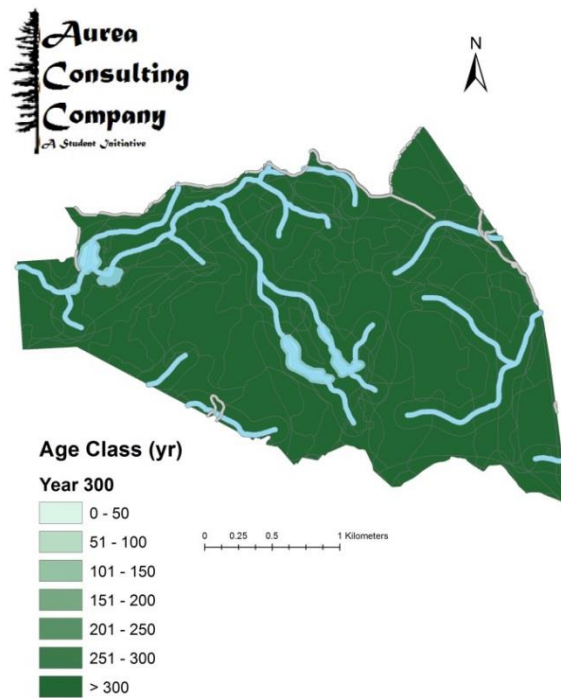 Aurea
Consulting
Company
A Student Initiative
N
Age Class (yr)
Year 300
0 - 50
51 - 100
101 - 150
151 - 200
201 - 250
251 - 300
> 300
0 0.25 0.5 1 Kilometers